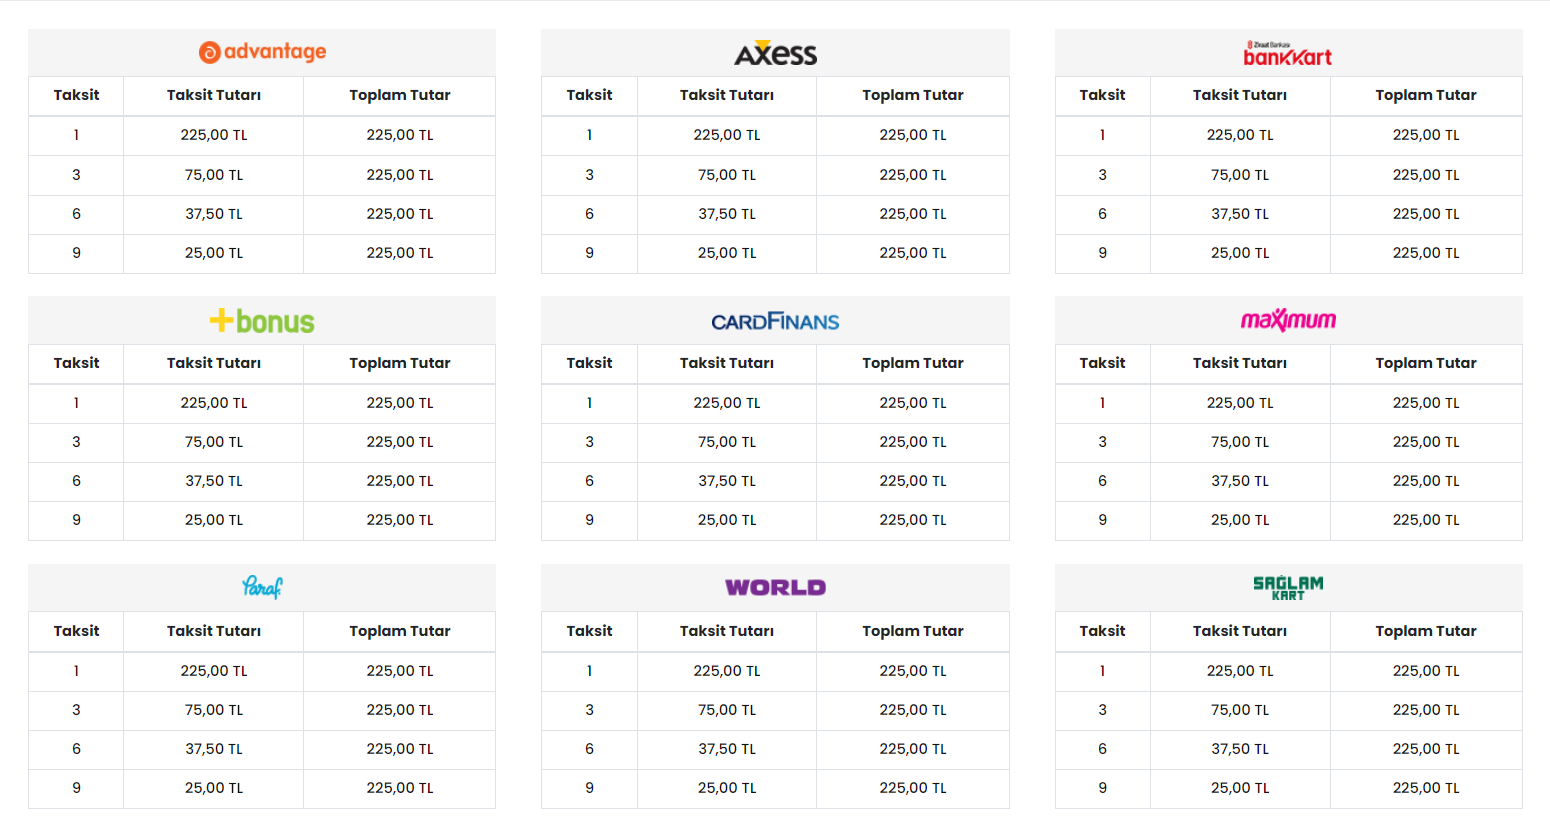 advantage
Taksit Taksit Tutarı Toplam Tutar
1 225,00 TL 225,00 TL
3 75,00 TL 225,00 TL
6 37,50 TL 225,00 TL
9 25,00 TL 225,00 TL
AXess
Taksit Taksit Tutarı Toplam Tutar
1 225,00 TL 225,00 TL
3 75,00 TL 225,00 TL
6 37,50 TL 225,00 TL
9 25,00 TL 225,00 TL
Ziraat Bankası
bankkart
Taksit Taksit Tutarı Toplam Tutar
1 225,00 TL 225,00 TL
3 75,00 TL 225,00 TL
6 37,50 TL 225,00 TL
9 25,00 TL 225,00 TL
+bonus
Taksit Taksit Tutarı Toplam Tutar
1 225,00 TL 225,00 TL
3 75,00 TL 225,00 TL
6 37,50 TL 225,00 TL
9 25,00 TL 225,00 TL
CARDFINANS
Taksit Taksit Tutarı Toplam Tutar
1 225,00 TL 225,00 TL
3 75,00 TL 225,00 TL
6 37,50 TL 225,00 TL
9 25,00 TL 225,00 TL
maximum
Taksit Taksit Tutarı Toplam Tutar
1 225,00 TL 225,00 TL
3 75,00 TL 225,00 TL
6 37,50 TL 225,00 TL
9 25,00 TL 225,00 TL
Paraf
Taksit Taksit Tutarı Toplam Tutar
1 225,00 TL 225,00 TL
3 75,00 TL 225,00 TL
6 37,50 TL 225,00 TL
9 25,00 TL 225,00 TL
WORLD
Taksit Taksit Tutarı Toplam Tutar
1 225,00 TL 225,00 TL
3 75,00 TL 225,00 TL
6 37,50 TL 225,00 TL
9 25,00 TL 225,00 TL
SAĞLAM
KART
Taksit Taksit Tutarı Toplam Tutar
1 225,00 TL 225,00 TL
3 75,00 TL 225,00 TL
6 37,50 TL 225,00 TL
9 25,00 TL 225,00 TL